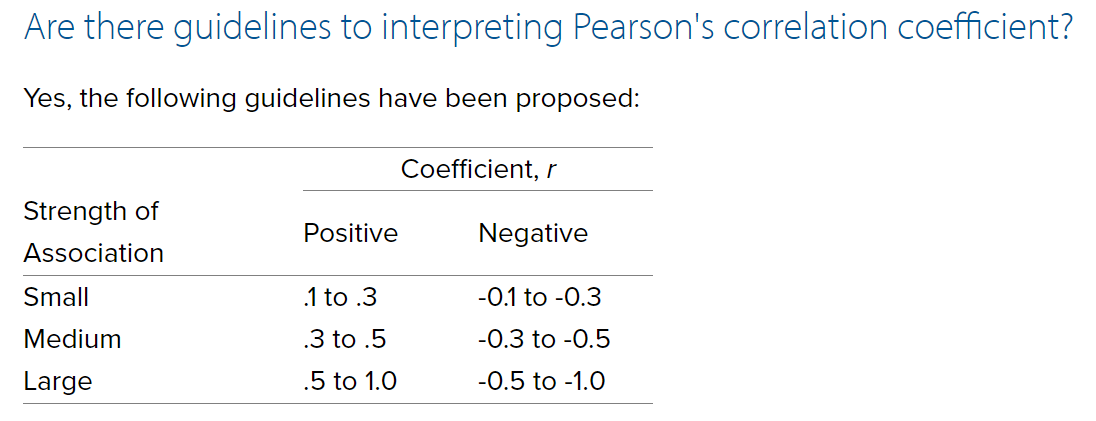 Are there guidelines to interpreting Pearson's correlation coefficient?
Yes, the following guidelines have been proposed:
Coefficient, r
Strength of
Association
Positive
Negative
Small .1 to .3 -0.1 to -0.3
Medium .3 to .5 -0.3 to -0.5
Large .5 to 1.0 -0.5 to -1.0